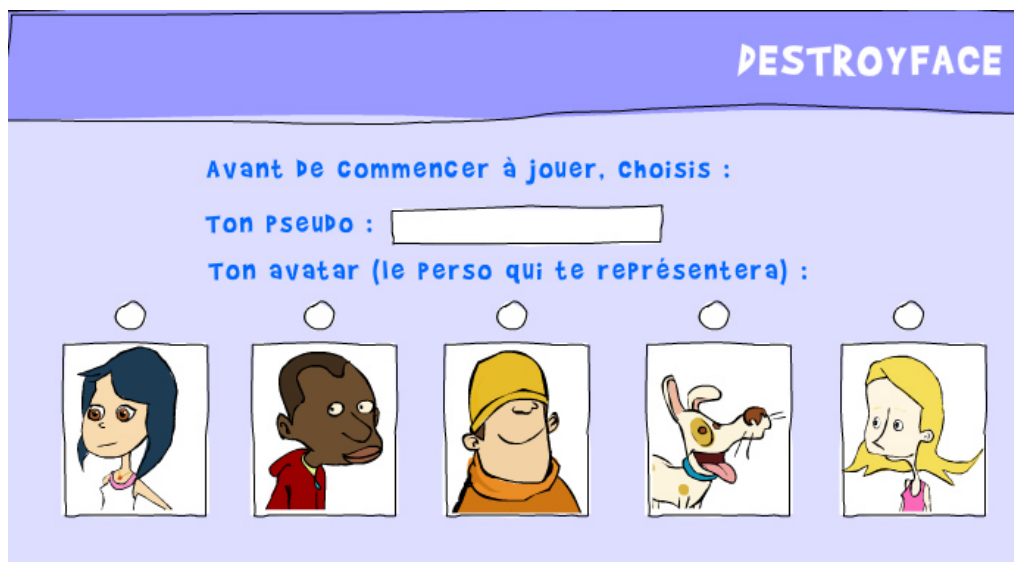 DESTROYFACE
Avant de commencer à jouer, choisis :
Ton pseudo :
Ton avatar (le perso qui te représentera) :